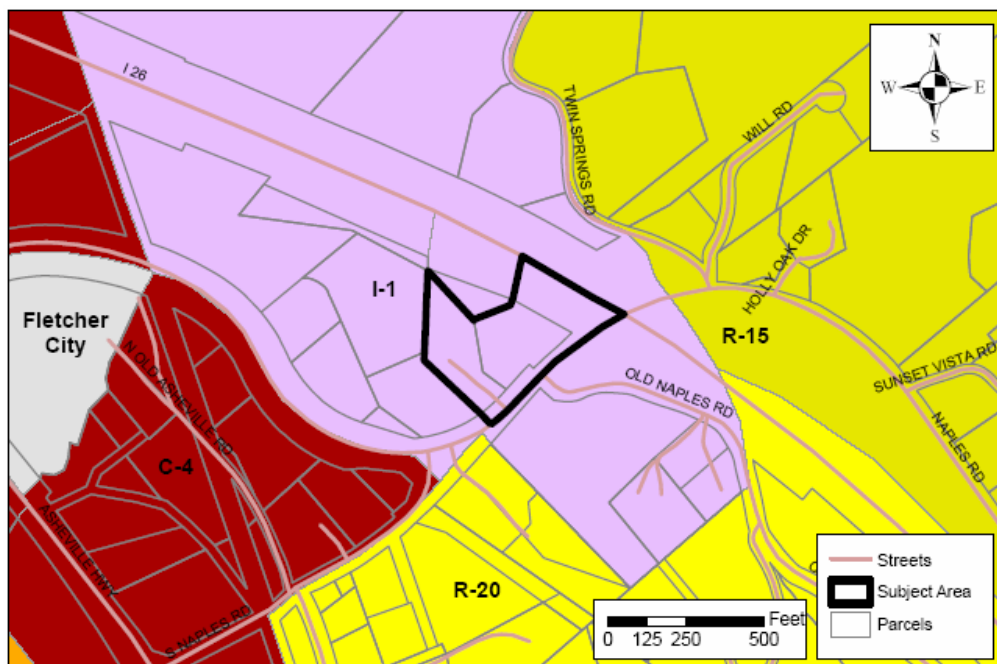 N
W E
S
I 26
TWIN SPRINGS RD
WILL RD
HOLLY OAK DR
I-1
Fletcher
City
R-15
SUNSET VISTA RD
N OLD ASHEVILLE RD
OLD NAPLES RD
NAPLES RD
C-4
ASHEVILLE HWY
R-20
S NAPLES RD
Streets
Subject Area
Parcels
Feet
0 125 250 500